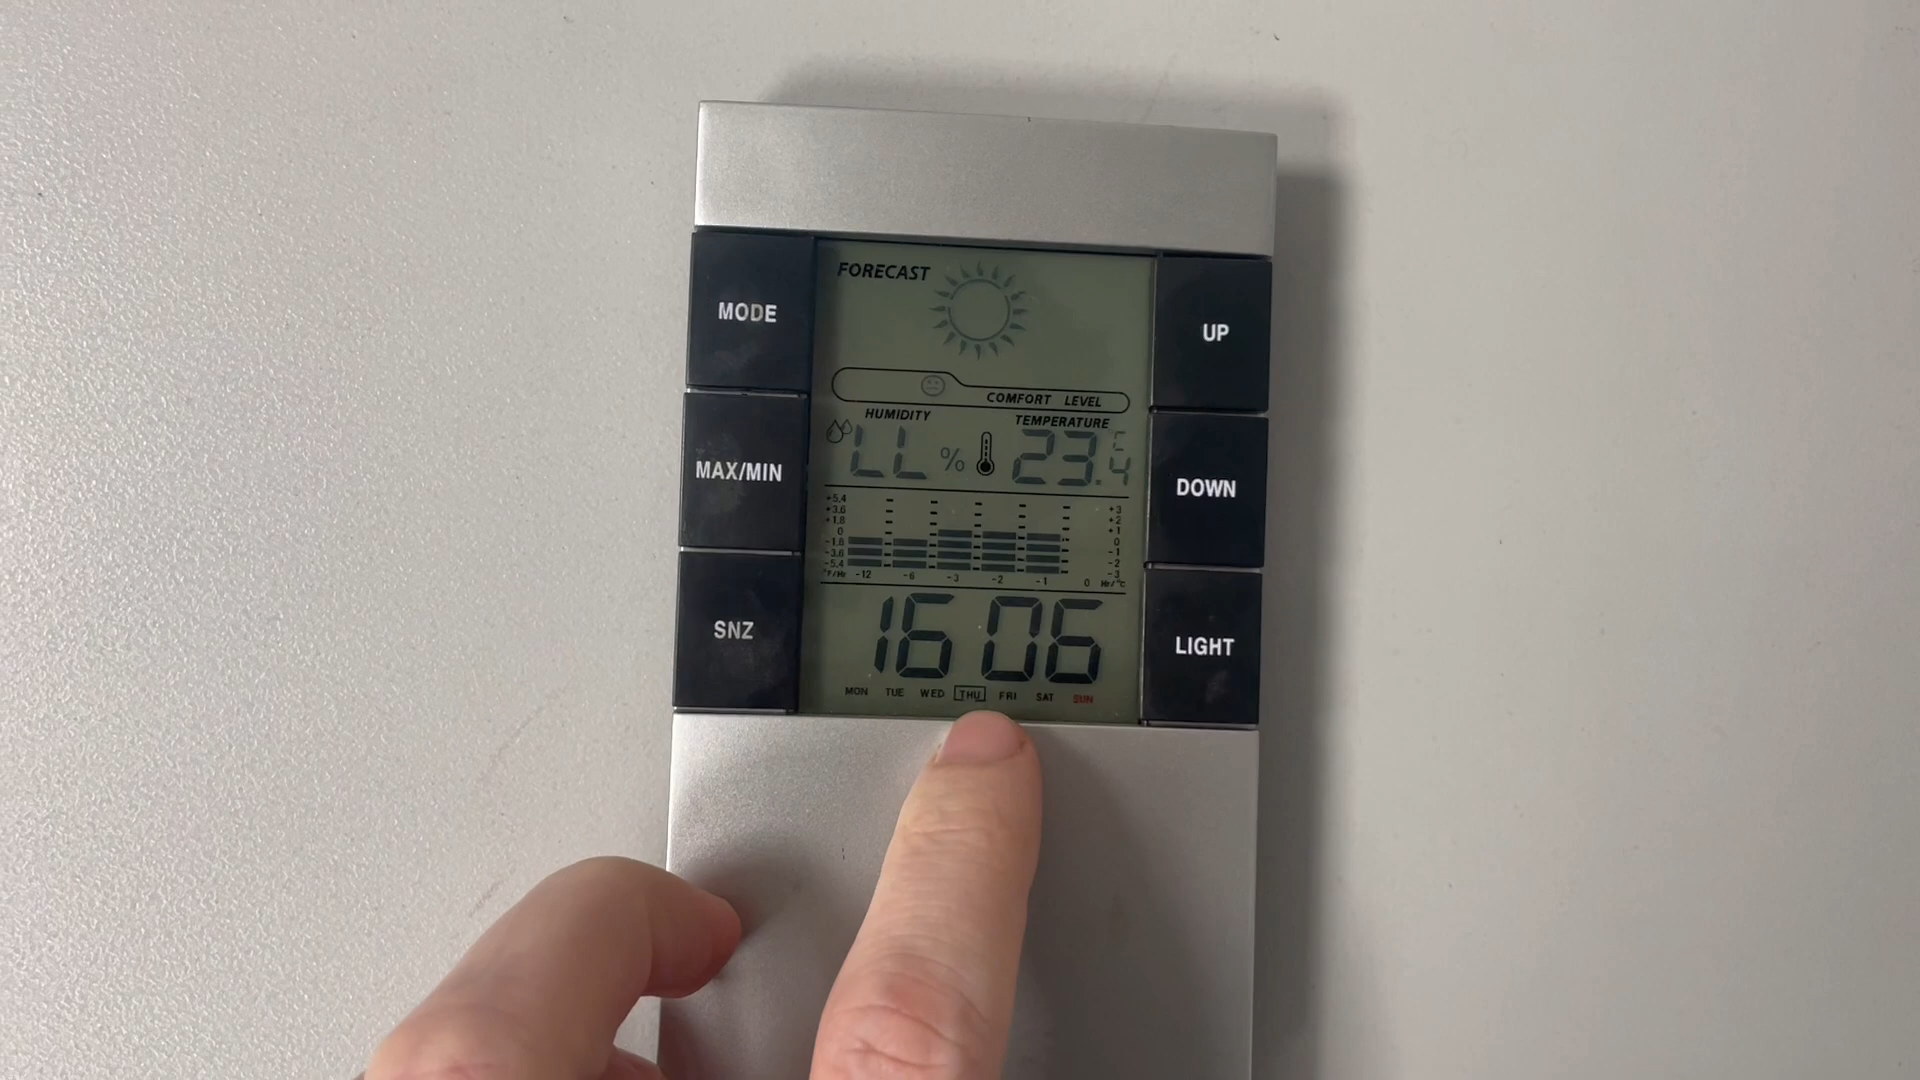 FORECAST
MODE
UP
COMFORT LEVEL
HUMIDITY TEMPERATURE
LL % 23.4 C
MAX/MIN
DOWN
+5.4 +3
+3.6 +2
+1.8 +1
0 0
-1.8 -1
-3.6 -2
-5.4 -3
°F/Hr -12 -6 -3 -2 -1 0 Hr/°C
SNZ
16 06
LIGHT
MON TUE WED THU FRI SAT SUN